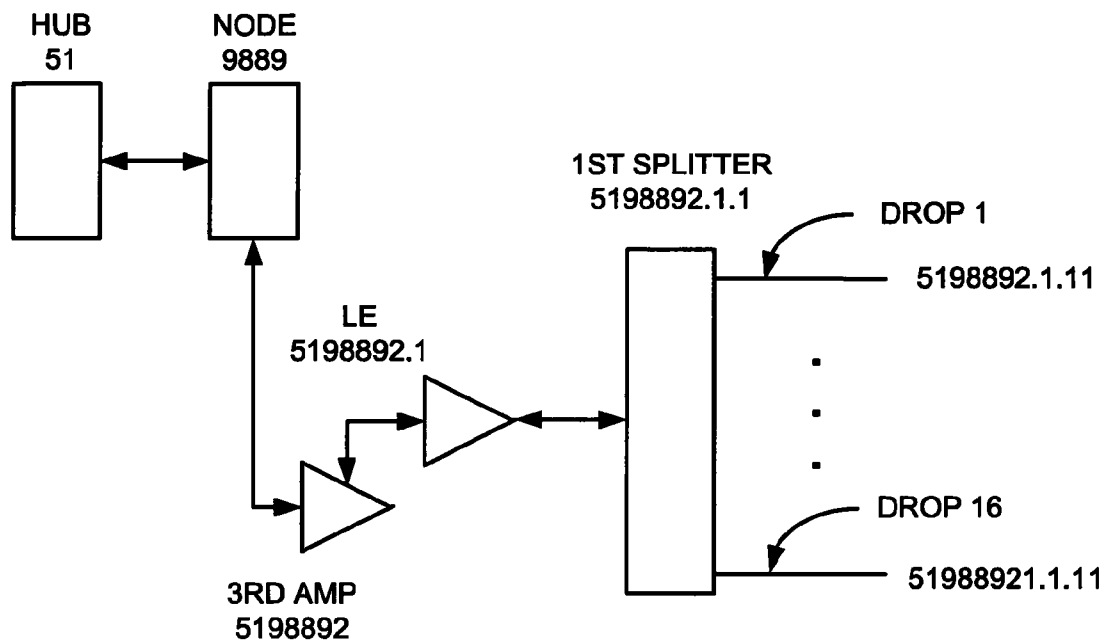 HUB
51
NODE
9889
1ST SPLITTER
5198892.1.1
DROP 1
5198892.1.11
LE
5198892.1
DROP 16
51988921.1.11
3RD AMP
5198892